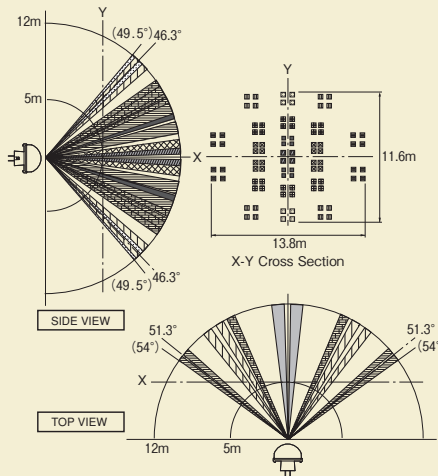 12m
Y
(49.5°)
46.3°
5m
X
46.3°
(49.5°)
SIDE VIEW
Y
11.6m
13.8m
X-Y Cross Section
51.3°
(54°)
51.3°
(54°)
X
TOP VIEW
12m
5m